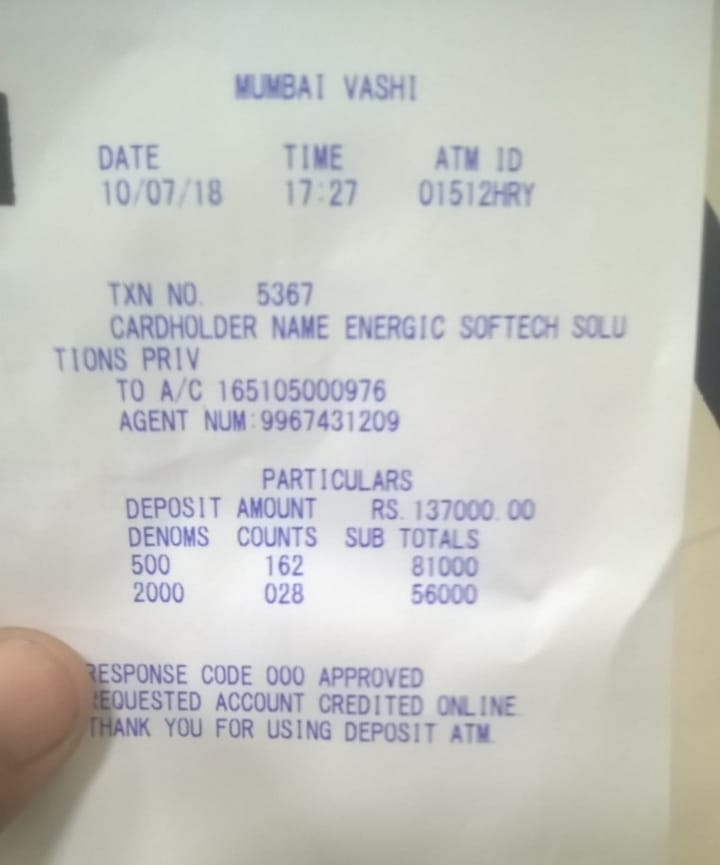 MUMBAI VASHI
DATE TIME ATM ID
10/07/18 17:27 01512HRY
TXN NO. 5367
CARDHOLDER NAME ENERGIC SOFTECH SOLU
TIONS PRIV
TO A/C 165105000976
AGENT NUM:9967431209
PARTICULARS
DEPOSIT AMOUNT RS.137000.00
DENOMS COUNTS SUB TOTALS
500 162 81000
2000 028 56000
RESPONSE CODE 000 APPROVED
REQUESTED ACCOUNT CREDITED ONLINE.
THANK YOU FOR USING DEPOSIT ATM.